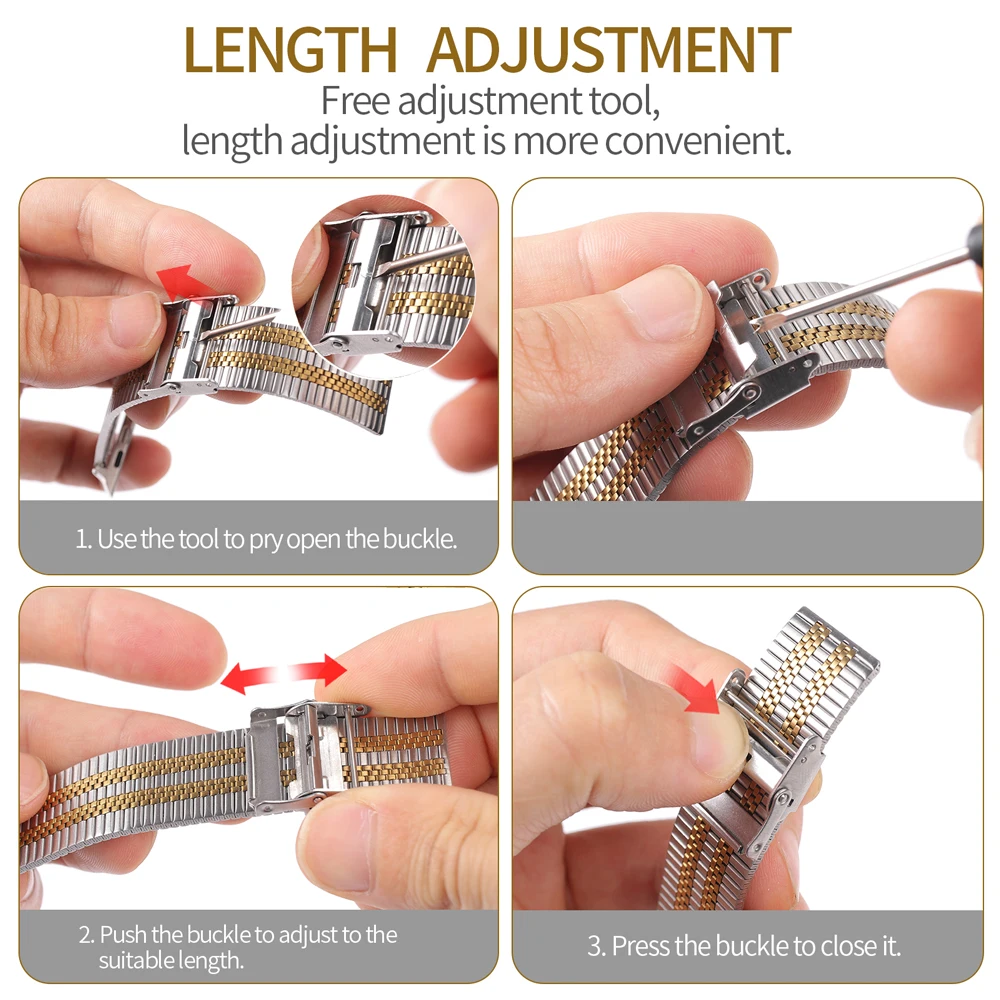 LENGTH ADJUSTMENT
Free adjustment tool,
length adjustment is more convenient.
1. Use the tool to pry open the buckle.
2. Push the buckle to adjust to the
suitable length.
3. Press the buckle to close it.